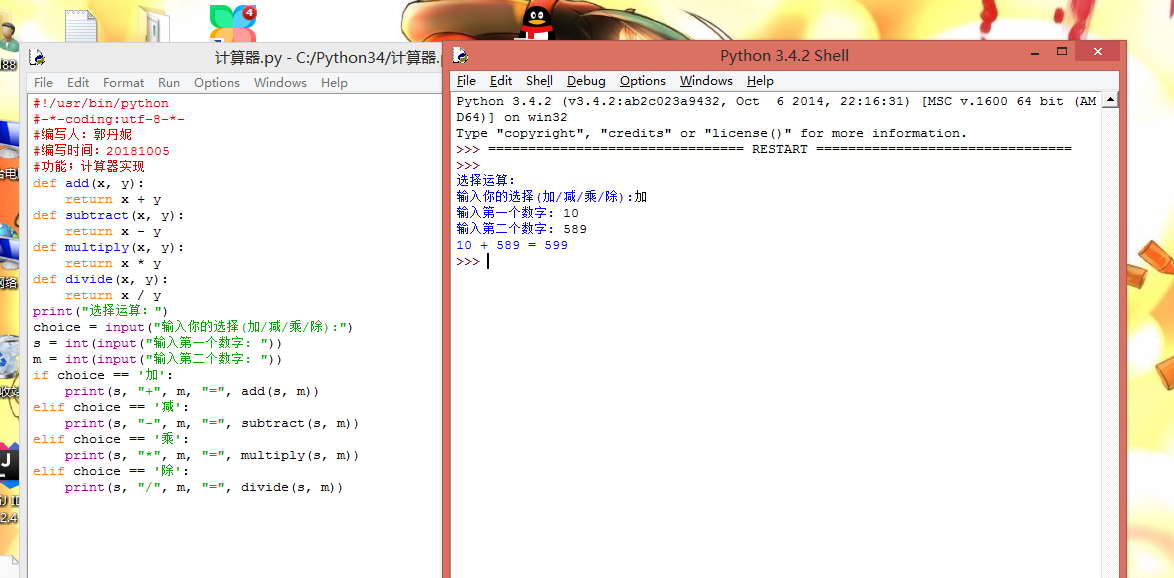 4
88
计算器.py - C:/Python34/计算器.
File Edit Format Run Options Windows Help
#!/usr/bin/python
#-*-coding:utf-8-*-
#编写人：郭丹妮
#编写时间：20181005
#功能；计算器实现
def add(x, y):
    return x + y
def subtract(x, y):
    return x - y
def multiply(x, y):
    return x * y
def divide(x, y):
    return x / y
print("选择运算：")
choice = input("输入你的选择(加/减/乘/除):")
s = int(input("输入第一个数字: "))
m = int(input("输入第二个数字: "))
if choice == '加':
    print(s, "+", m, "=", add(s, m))
elif choice == '减':
    print(s, "-", m, "=", subtract(s, m))
elif choice == '乘':
    print(s, "*", m, "=", multiply(s, m))
elif choice == '除':
    print(s, "/", m, "=", divide(s, m))
Python 3.4.2 Shell
File Edit Shell Debug Options Windows Help
Python 3.4.2 (v3.4.2:ab2c023a9432, Oct  6 2014, 22:16:31) [MSC v.1600 64 bit (AM
D64)] on win32
Type "copyright", "credits" or "license()" for more information.
>>> ================================ RESTART ================================
>>>
选择运算：
输入你的选择(加/减/乘/除):加
输入第一个数字: 10
输入第二个数字: 589
10 + 589 = 599
>>>
网络
2.4